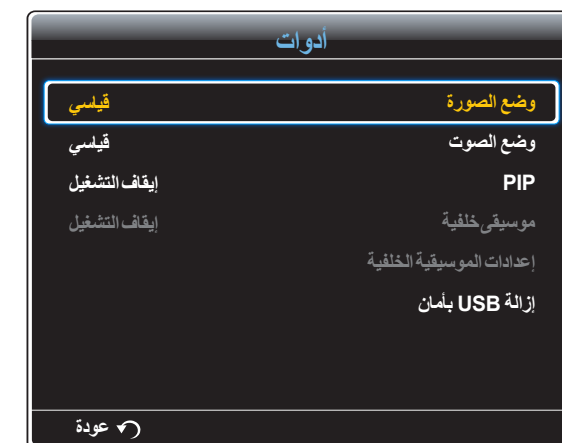 أدوات
وضع الصورة قياسي
وضع الصوت قياسي
PIP إيقاف التشغيل
موسيقى خلفية إيقاف التشغيل
إعدادات الموسيقية الخلفية
إزالة USB بأمان
عودة